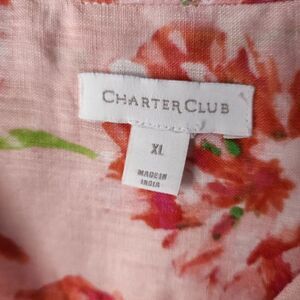 CHARTER CLUB
XL
MADE IN
INDIA